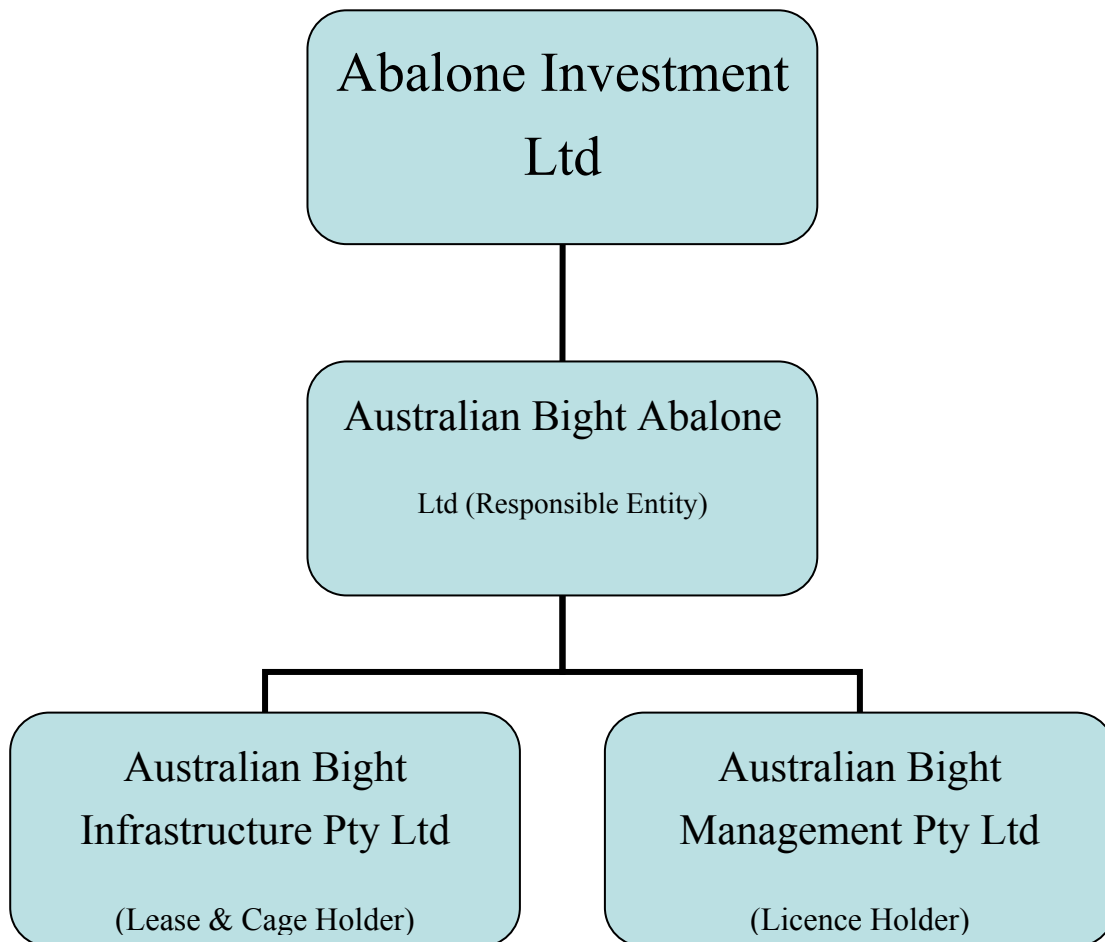 Abalone Investment
Ltd
Australian Bight Abalone
Ltd (Responsible Entity)
Australian Bight
Infrastructure Pty Ltd
(Lease & Cage Holder)
Australian Bight
Management Pty Ltd
(Licence Holder)